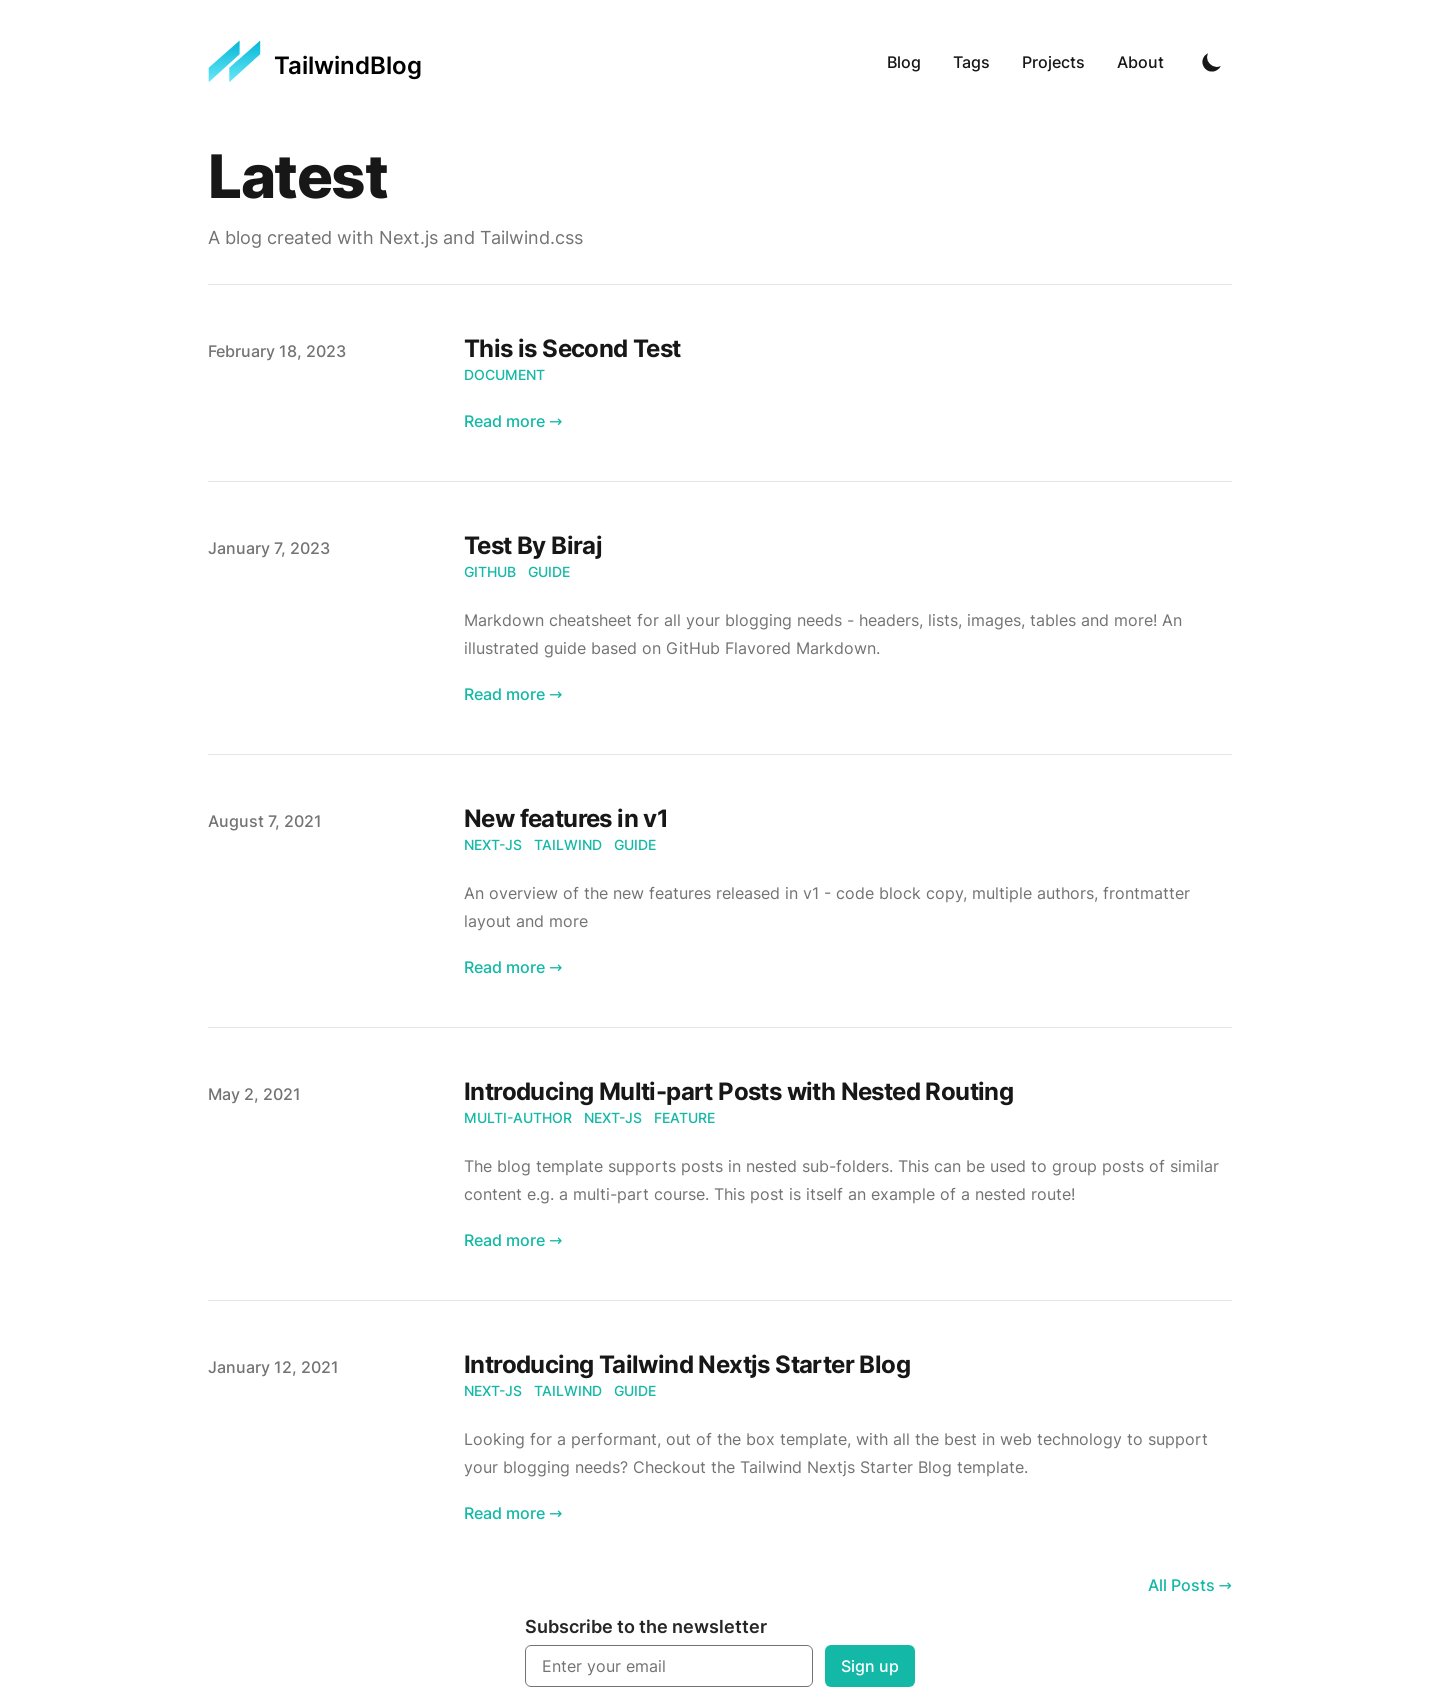 TailwindBlog
Blog Tags Projects About
Latest
A blog created with Next.js and Tailwind.css
February 18, 2023
This is Second Test
DOCUMENT
Read more →
January 7, 2023
Test By Biraj
GITHUB GUIDE
Markdown cheatsheet for all your blogging needs - headers, lists, images, tables and more! An
illustrated guide based on GitHub Flavored Markdown.
Read more →
August 7, 2021
New features in v1
NEXT-JS TAILWIND GUIDE
An overview of the new features released in v1 - code block copy, multiple authors, frontmatter
layout and more
Read more →
May 2, 2021
Introducing Multi-part Posts with Nested Routing
MULTI-AUTHOR NEXT-JS FEATURE
The blog template supports posts in nested sub-folders. This can be used to group posts of similar
content e.g. a multi-part course. This post is itself an example of a nested route!
Read more →
January 12, 2021
Introducing Tailwind Nextjs Starter Blog
NEXT-JS TAILWIND GUIDE
Looking for a performant, out of the box template, with all the best in web technology to support
your blogging needs? Checkout the Tailwind Nextjs Starter Blog template.
Read more →
All Posts →
Subscribe to the newsletter
Enter your email
Sign up